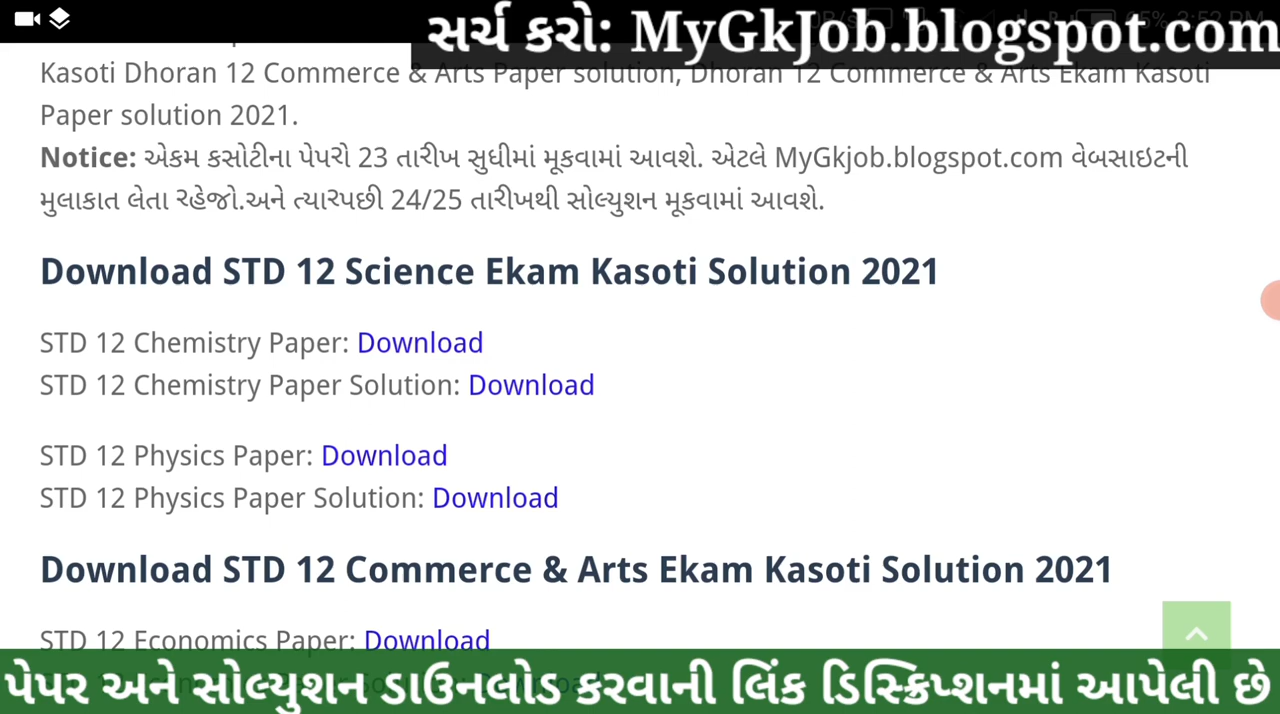 સર્ચ કરો: MyGkJob.blogspot.com
Kasoti Dhoran 12 Commerce & Arts Paper solution, Dhoran 12 Commerce & Arts Ekam Kasoti
Paper solution 2021.
Notice: એકમ કસોટીના પેપરો 23 તારીખ સુધીમાં મૂકવામાં આવશે. એટલે MyGkjob.blogspot.com વેબસાઇટની
મુલાકાત લેતા રહેજો.અને ત્યારપછી 24/25 તારીખથી સોલ્યુશન મૂકવામાં આવશે.
Download STD 12 Science Ekam Kasoti Solution 2021
STD 12 Chemistry Paper: Download
STD 12 Chemistry Paper Solution: Download
STD 12 Physics Paper: Download
STD 12 Physics Paper Solution: Download
Download STD 12 Commerce & Arts Ekam Kasoti Solution 2021
STD 12 Economics Paper: Download
પેપર અને સોલ્યુશન ડાઉનલોડ કરવાની લિંક ડિસ્ક્રિપ્શનમાં આપેલી છે